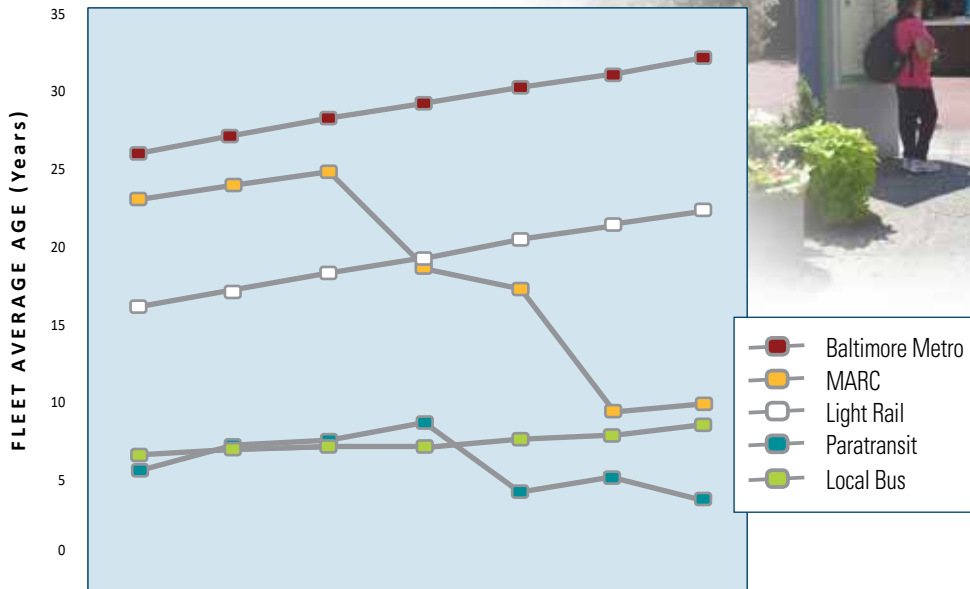 35
30
25
20
15
10
5
0
FLEET AVERAGE AGE (Years)
Baltimore Metro
MARC
Light Rail
Paratransit
Local Bus